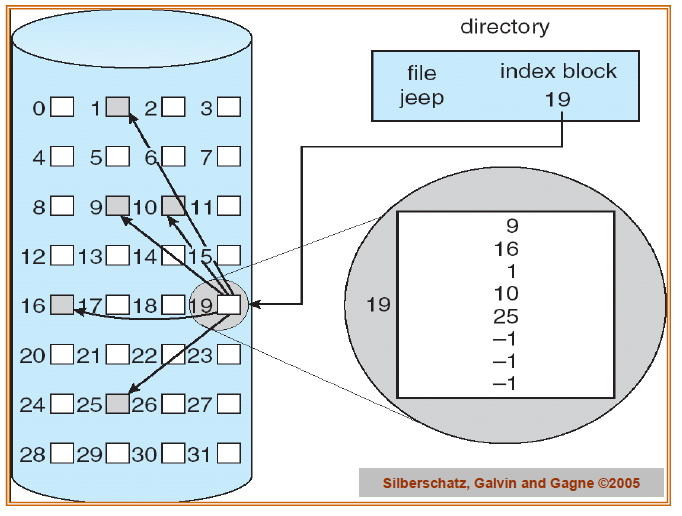 directory
file index block
jeep 19
0 1 2 3
4 5 6 7
8 9 10 11
12 13 14 15
16 17 18 19
20 21 22 23
24 25 26 27
28 29 30 31
19
9
16
1
10
25
–1
–1
–1
Silberschatz, Galvin and Gagne ©2005